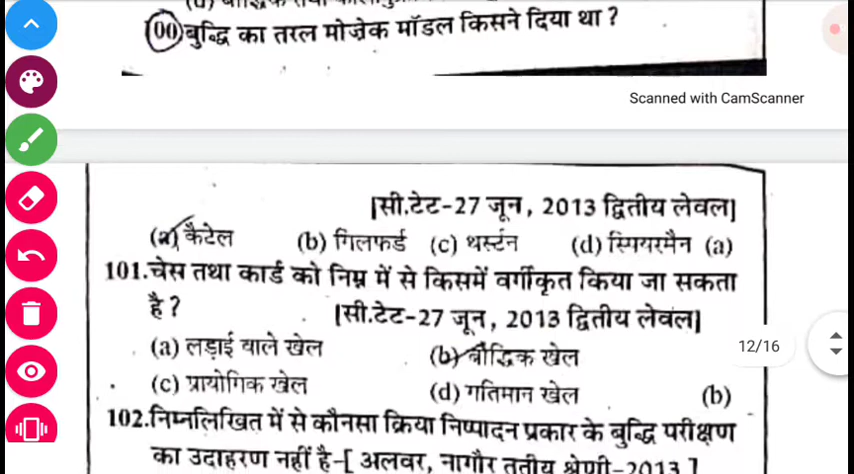 (00) बुद्धि का तरल मोज़ेक मॉडल किसने दिया था ?
Scanned with CamScanner
[सी.टेट-27 जून, 2013 द्वितीय लेवल]
(a) कैटेल (b) गिलफर्ड (c) थर्स्टन (d) स्पियरमैन (a)
101.चेस तथा कार्ड को निम्न में से किसमें वर्गीकृत किया जा सकता
है ? [सी.टेट-27 जून, 2013 द्वितीय लेवल]
(a) लड़ाई वाले खेल (b) बौद्धिक खेल
12/16
(c) प्रायोगिक खेल (d) गतिमान खेल (b)
102.निम्नलिखित में से कौनसा क्रिया निष्पादन प्रकार के बुद्धि परीक्षण
का उदाहरण नहीं है-[ अलवर, नागौर तृतीय श्रेणी-2013 ]